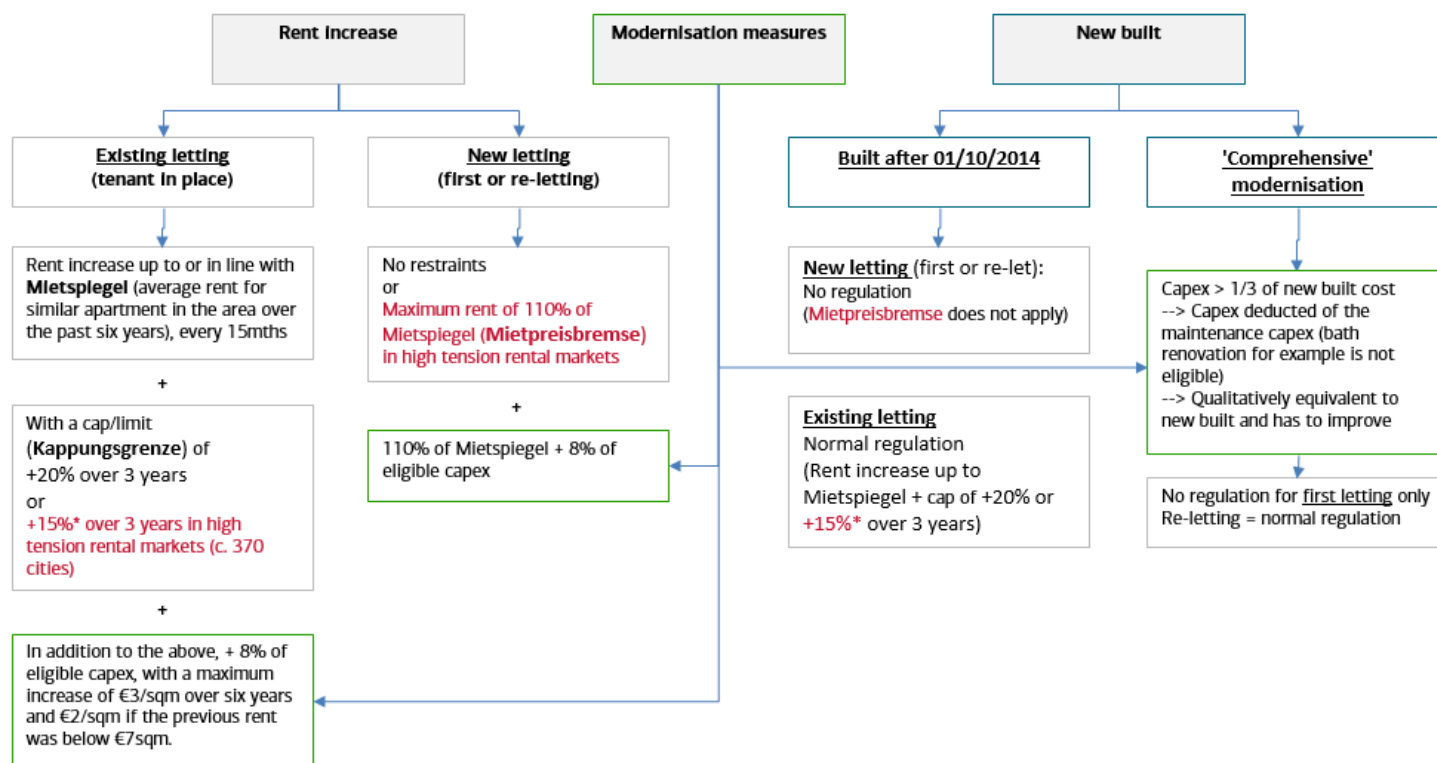 Rent increase
Modernisation measures
New built
Existing letting
(tenant in place)
New letting
(first or re-letting)
Built after 01/10/2014
'Comprehensive'
modernisation
Rent increase up to or in line with
Mietspiegel (average rent for
similar apartment in the area over
the past six years), every 15mths
+
With a cap/limit
(Kappungsgrenze) of
+20% over 3 years
or
+15%* over 3 years in high
tension rental markets (c. 370
cities)
+
In addition to the above, + 8% of
eligible capex, with a maximum
increase of €3/sqm over six years
and €2/sqm if the previous rent
was below €7sqm.
No restraints
or
Maximum rent of 110% of
Mietspiegel (Mietpreisbremse)
in high tension rental markets
+
110% of Mietspiegel + 8% of
eligible capex
New letting (first or re-let):
No regulation
(Mietpreisbremse does not apply)
Existing letting
Normal regulation
(Rent increase up to
Mietspiegel + cap of +20% or
+15%* over 3 years)
Capex > 1/3 of new built cost
--> Capex deducted of the
maintenance capex (bath
renovation for example is not
eligible)
--> Qualitatively equivalent to
new built and has to improve
No regulation for first letting only
Re-letting = normal regulation